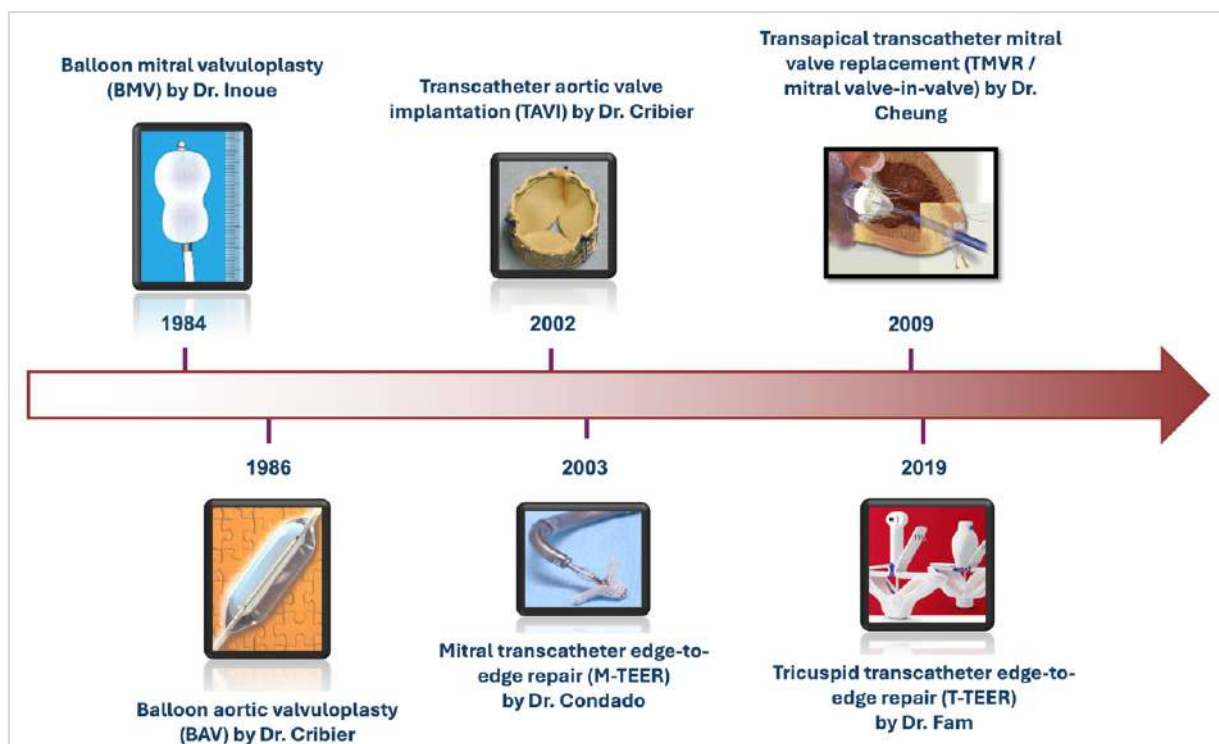 Balloon mitral valvuloplasty
(BMV) by Dr. Inoue
1984
Transcatheter aortic valve
implantation (TAVI) by Dr. Cribier
2002
Transapical transcatheter mitral
valve replacement (TMVR /
mitral valve-in-valve) by Dr.
Cheung
2009
1986
Balloon aortic valvuloplasty
(BAV) by Dr. Cribier
2003
Mitral transcatheter edge-to-
edge repair (M-TEER)
by Dr. Condado
2019
Tricuspid transcatheter edge-to-
edge repair (T-TEER)
by Dr. Fam